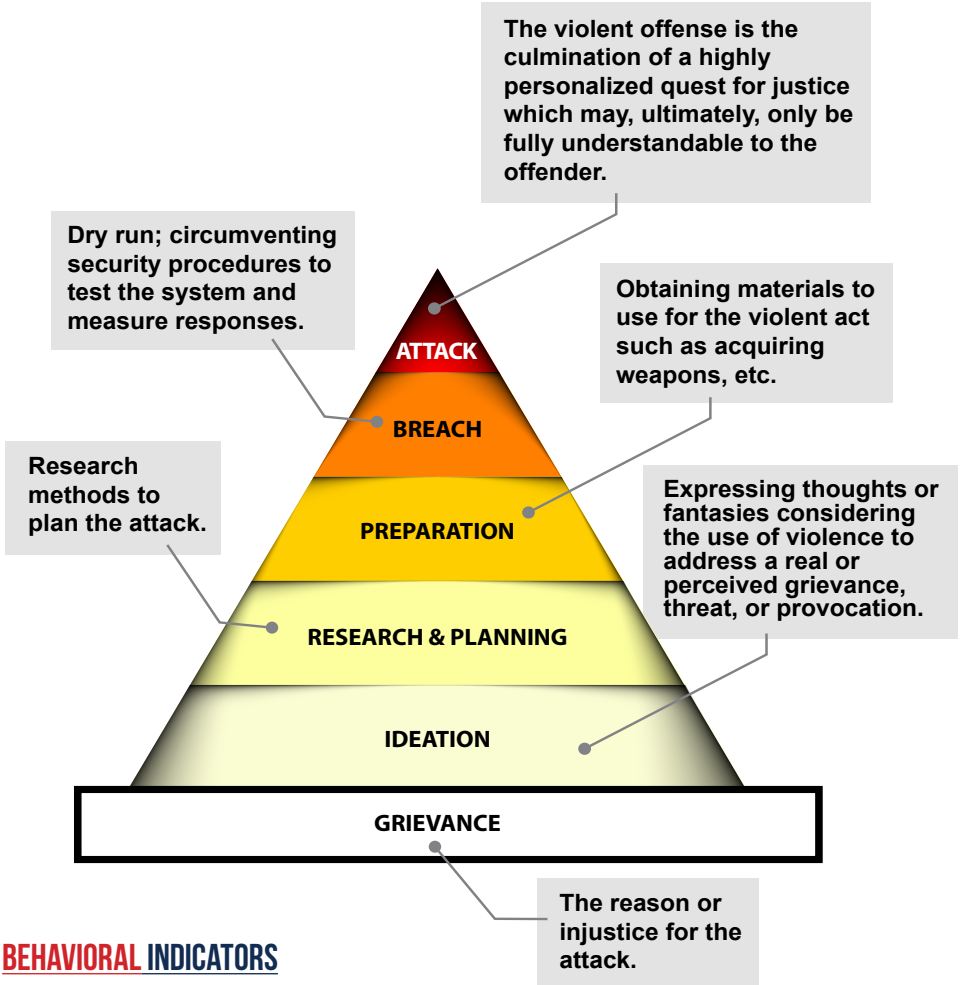 The violent offense is the
culmination of a highly
personalized quest for justice
which may, ultimately, only be
fully understandable to the
offender.
Dry run; circumventing
security procedures to
test the system and
measure responses.
Obtaining materials to
use for the violent act
such as acquiring
weapons, etc.
ATTACK
BREACH
Research
methods to
plan the attack.
PREPARATION
Expressing thoughts or
fantasies considering
the use of violence to
address a real or
perceived grievance,
threat, or provocation.
RESEARCH & PLANNING
IDEATION
GRIEVANCE
The reason or
injustice for the
attack.
BEHAVIORAL INDICATORS